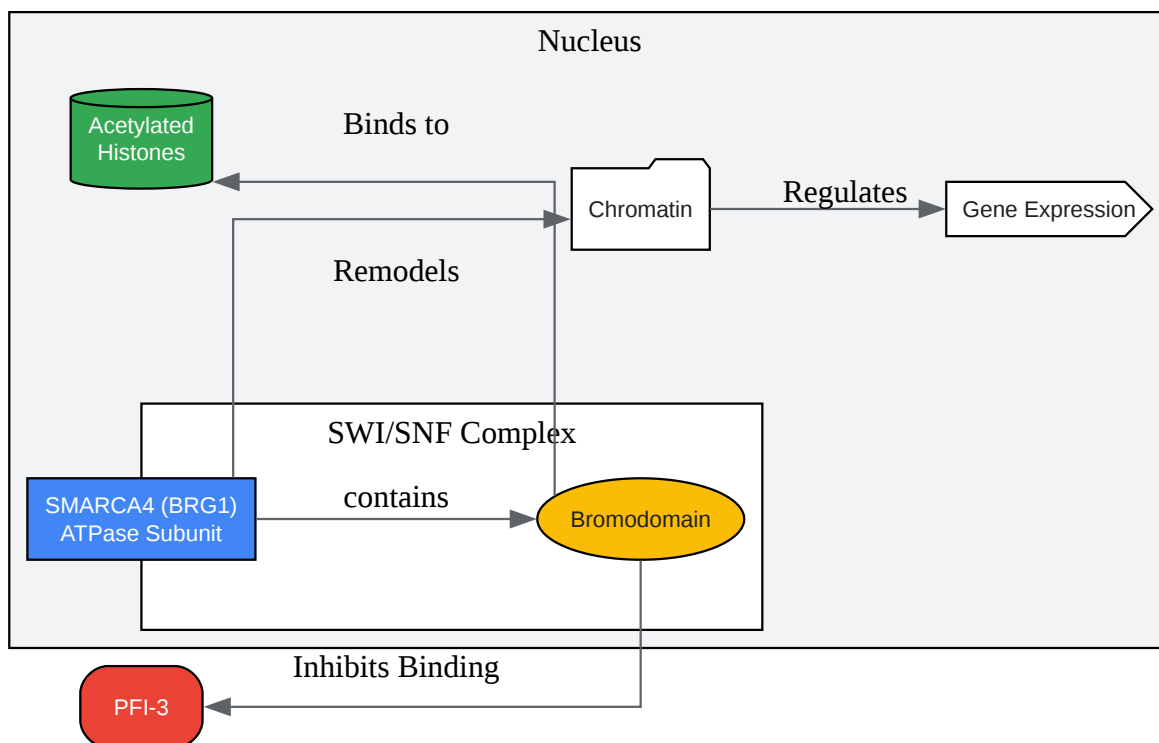 Nucleus
Acetylated
Histones
Binds to
Chromatin
Regulates
Gene Expression
Remodels
SWI/SNF Complex
SMARCA4 (BRG1)
ATPase Subunit
contains
Bromodomain
Inhibits Binding
PFI-3